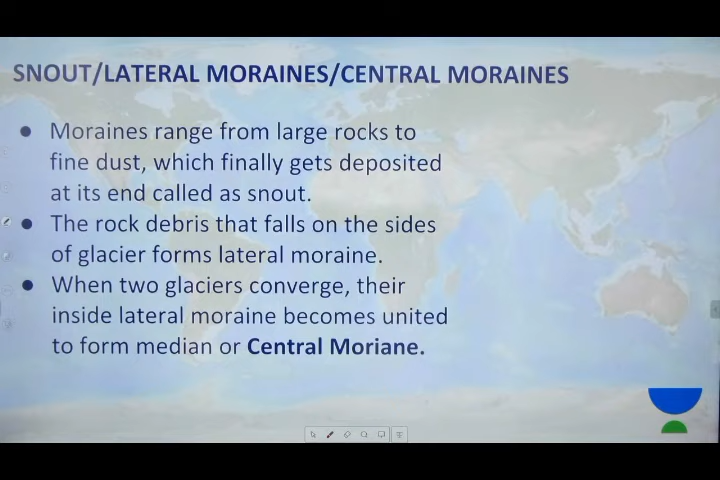 SNOUT/LATERAL MORAINES/CENTRAL MORAINES
● Moraines range from large rocks to
fine dust, which finally gets deposited
at its end called as snout.
● The rock debris that falls on the sides
of glacier forms lateral moraine.
● When two glaciers converge, their
inside lateral moraine becomes united
to form median or Central Moriane.